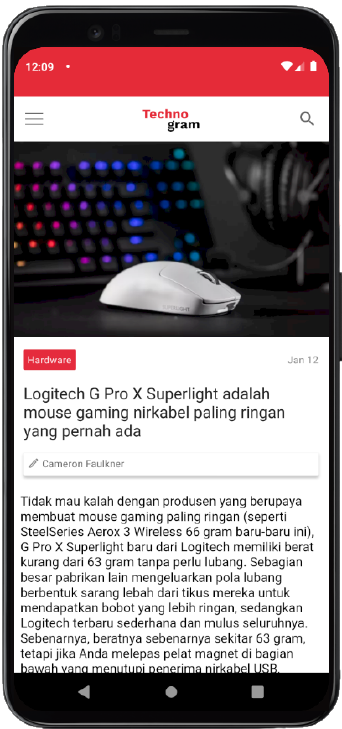 12:09
Techno
gram
Hardware
Jan 12
Logitech G Pro X Superlight adalah
mouse gaming nirkabel paling ringan
yang pernah ada
Cameron Faulkner
Tidak mau kalah dengan produsen yang berupaya
membuat mouse gaming paling ringan (seperti
SteelSeries Aerox 3 Wireless 66 gram baru-baru ini),
G Pro X Superlight baru dari Logitech memiliki berat
kurang dari 63 gram tanpa perlu lubang. Sebagian
besar pabrikan lain mengeluarkan pola lubang
berbentuk sarang lebah dari tikus mereka untuk
mendapatkan bobot yang lebih ringan, sedangkan
Logitech terbaru sederhana dan mulus seluruhnya.
Sebenarnya, beratnya sebenarnya sekitar 63 gram,
tetapi jika Anda melepas pelat magnet di bagian
bawah yang menutupi penerima nirkabel USB,